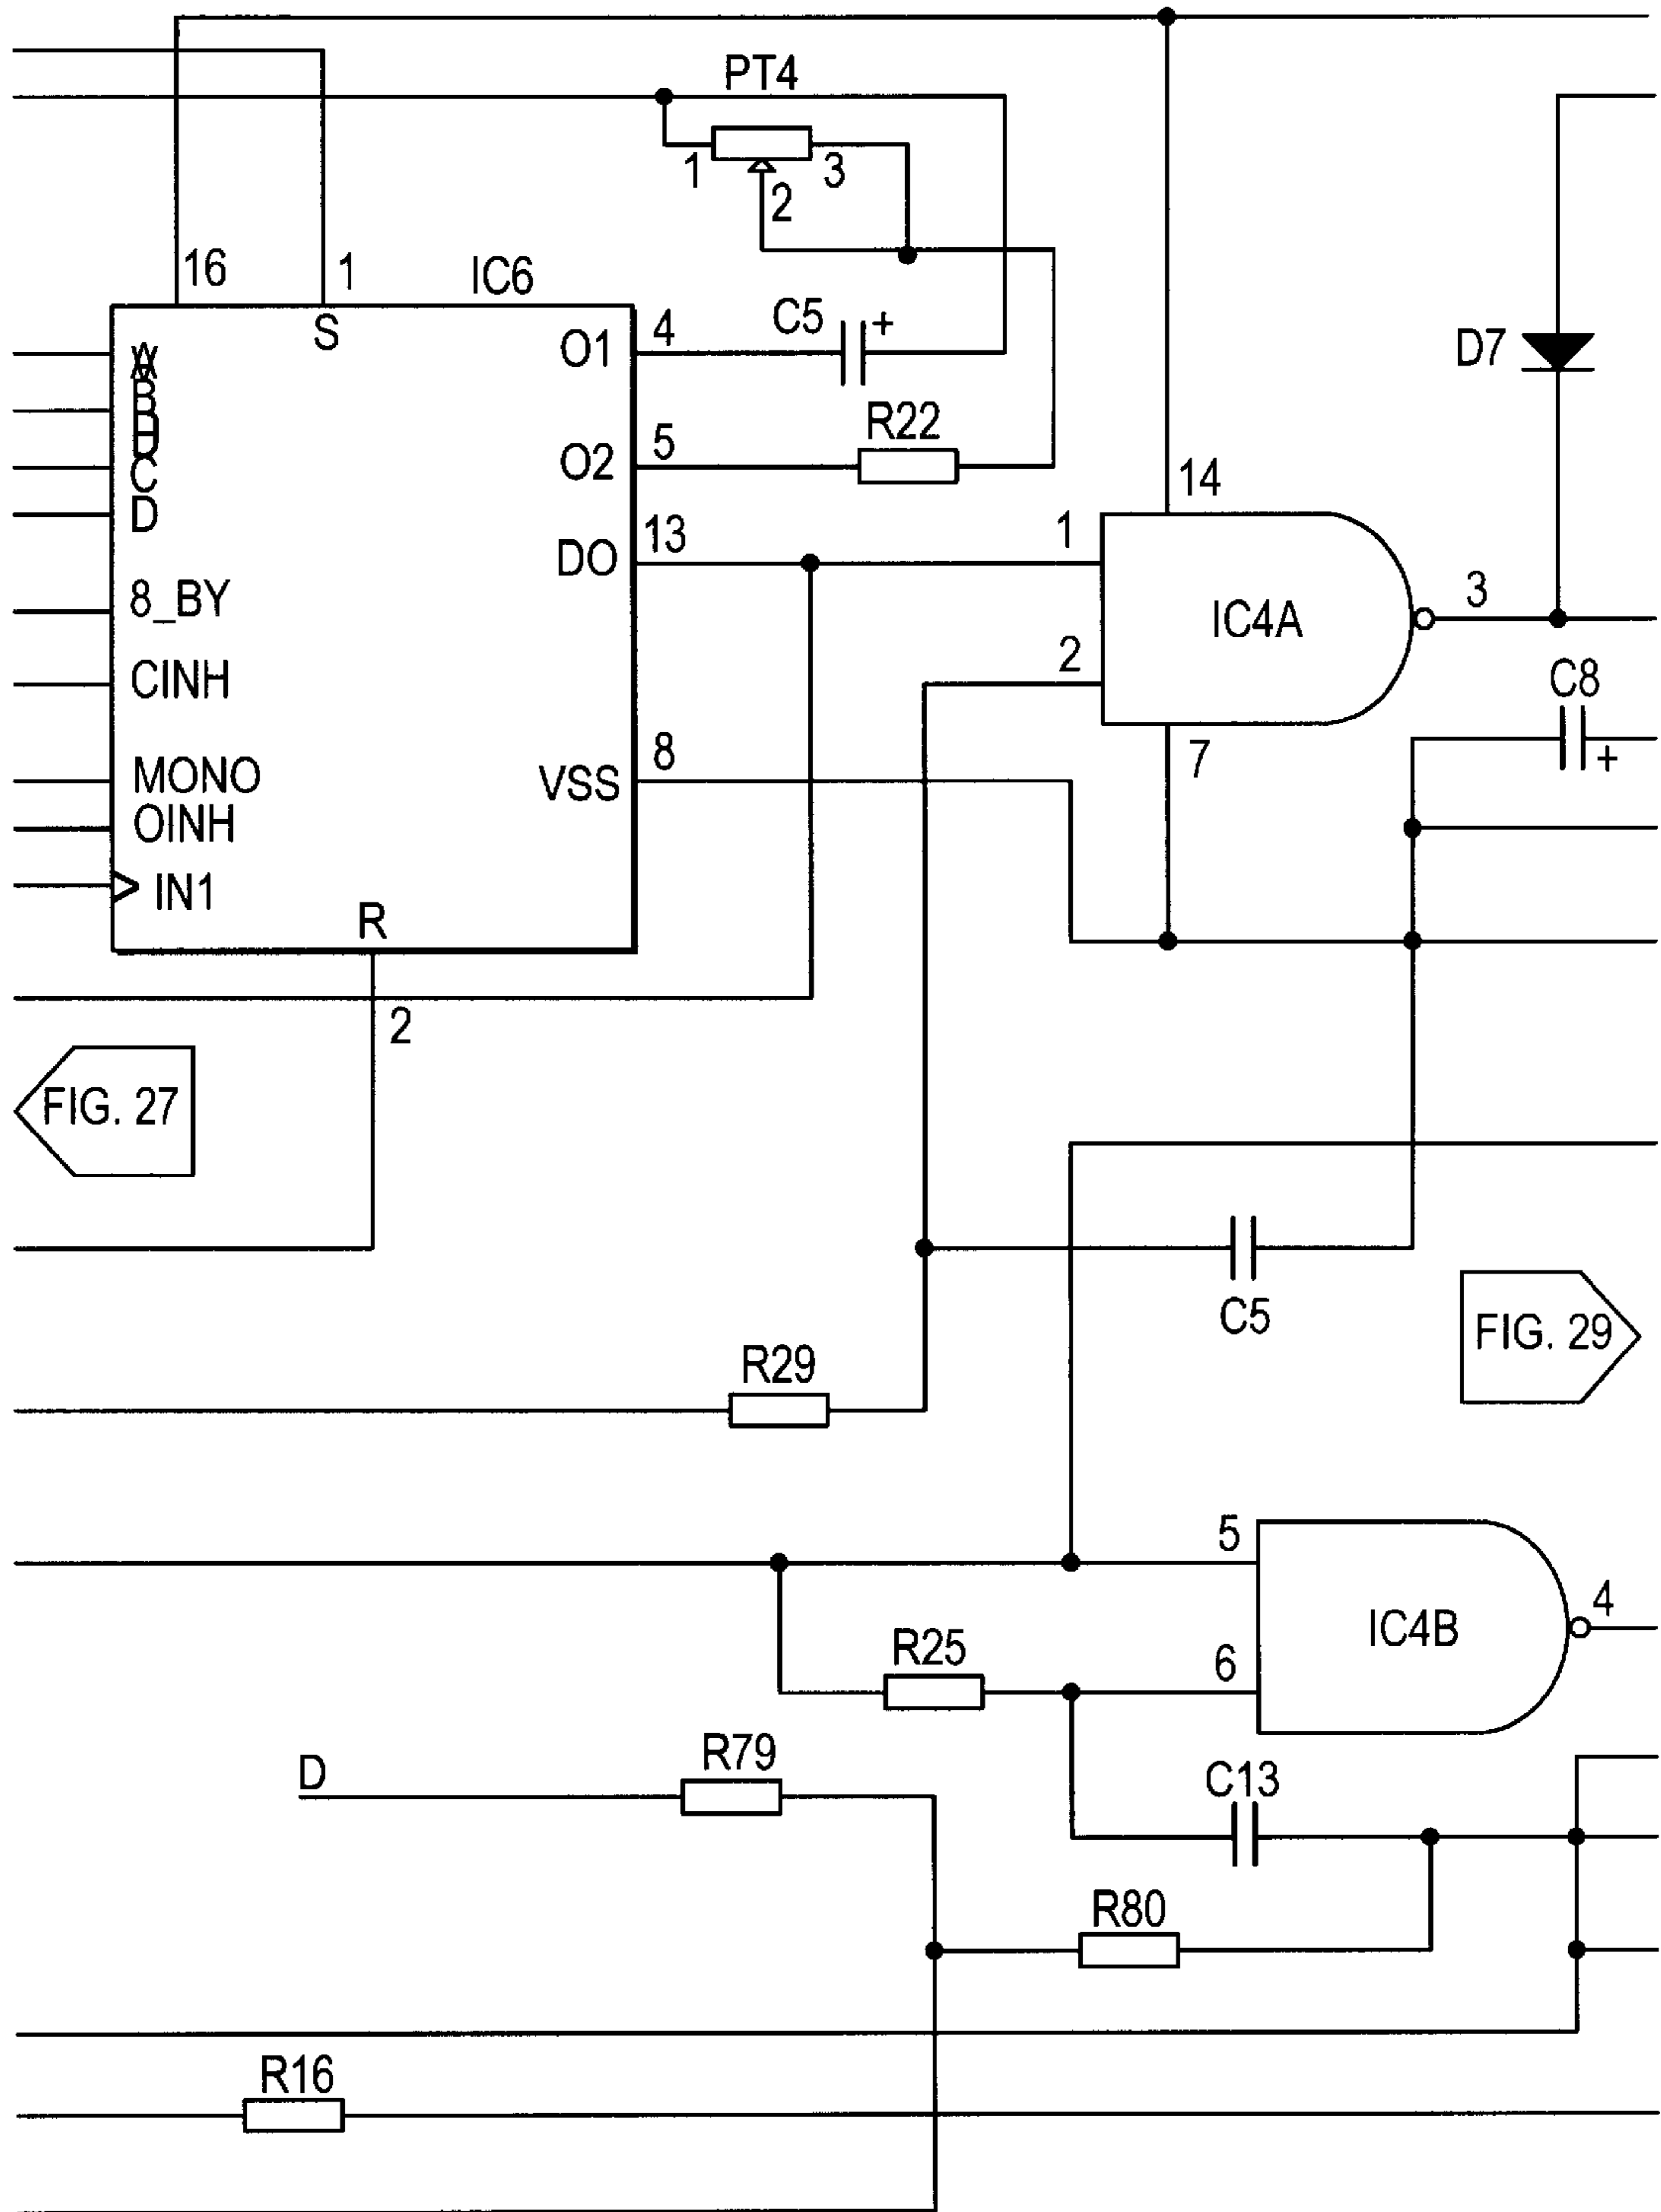 PT4
1
3
2
16
1
IC6
S
O1
4
C5
+
D7
A
B
C
D
R22
O2
5
14
DO
13
1
8_BY
IC4A
3
CINH
2
C8
+
7
MONO
VSS
8
OINH
IN1
R
2
FIG. 27
C5
FIG. 29
R29
5
IC4B
4
R25
6
D
R79
C13
R80
R16